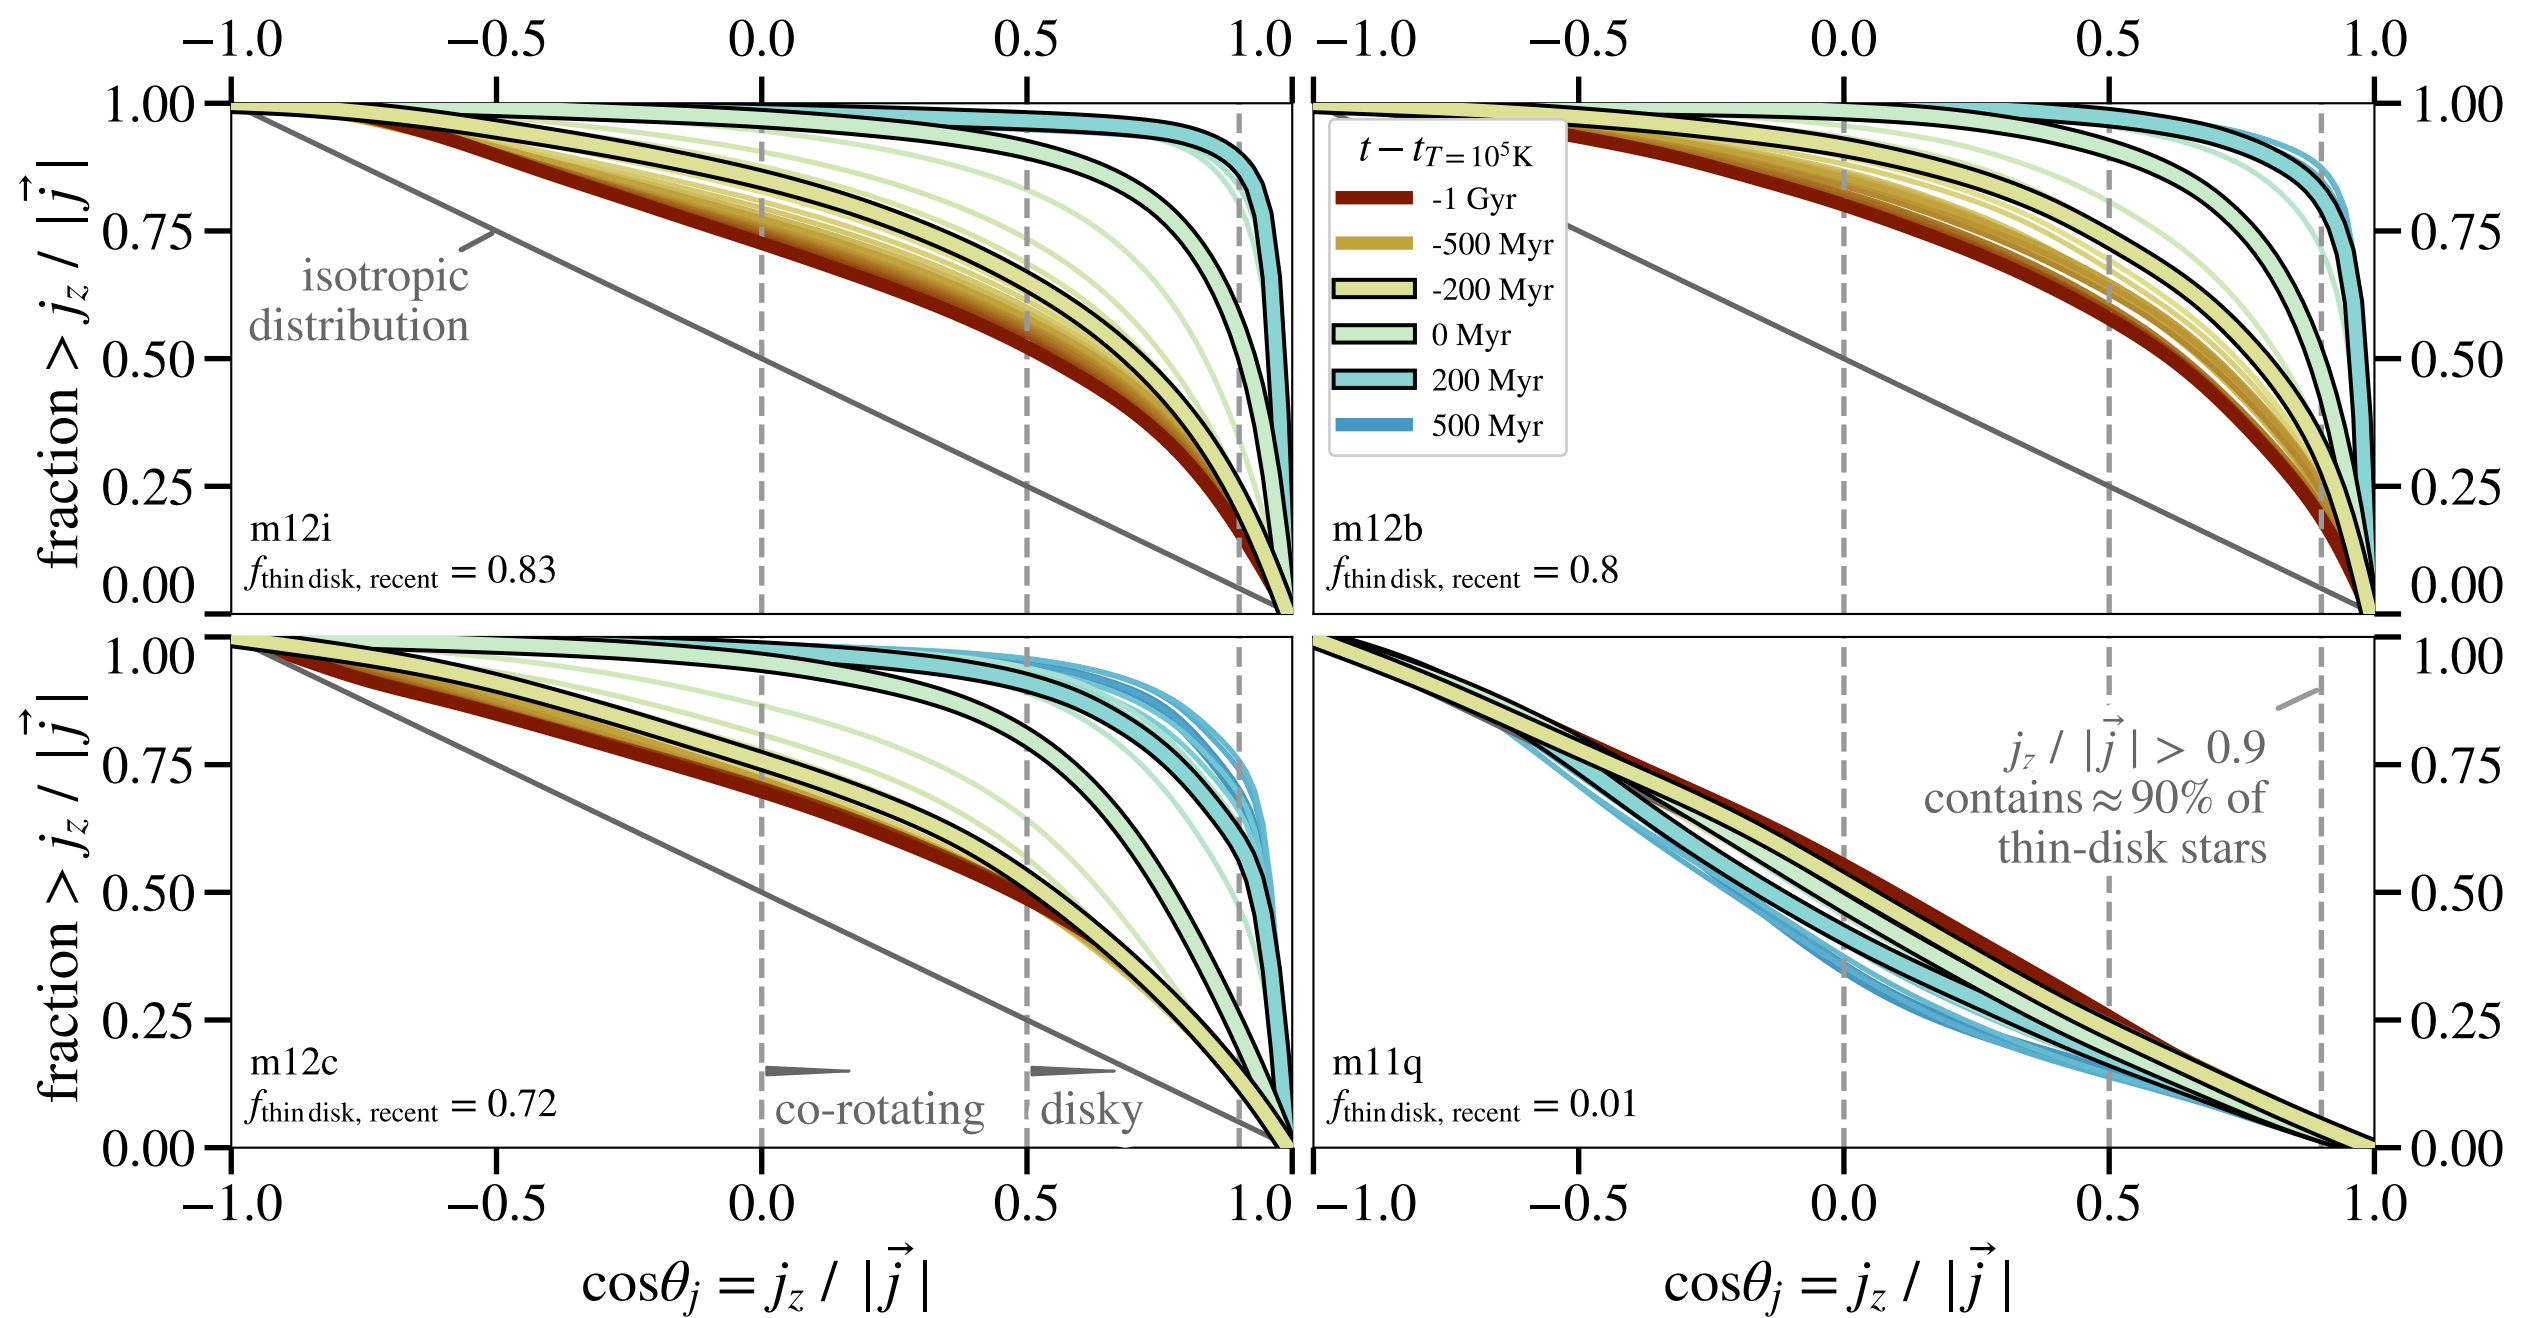 −1.0 −0.5 0.0 0.5 1.0 −1.0 −0.5 0.0 0.5 1.0
1.00
0.75
0.50
0.25
0.00
fraction > j_z / |j⃗|
isotropic
distribution
m12i
f_thin disk, recent = 0.83
t − t_{T=10⁵K}
-1 Gyr
-500 Myr
-200 Myr
0 Myr
200 Myr
500 Myr
m12b
f_thin disk, recent = 0.8
1.00
0.75
0.50
0.25
0.00
1.00
0.75
0.50
0.25
0.00
fraction > j_z / |j⃗|
m12c
f_thin disk, recent = 0.72
co-rotating
disky
j_z / |j⃗| > 0.9
contains ≈ 90% of
thin-disk stars
m11q
f_thin disk, recent = 0.01
1.00
0.75
0.50
0.25
0.00
−1.0 −0.5 0.0 0.5 1.0 −1.0 −0.5 0.0 0.5 1.0
cosθ_j = j_z / |j⃗|
cosθ_j = j_z / |j⃗|